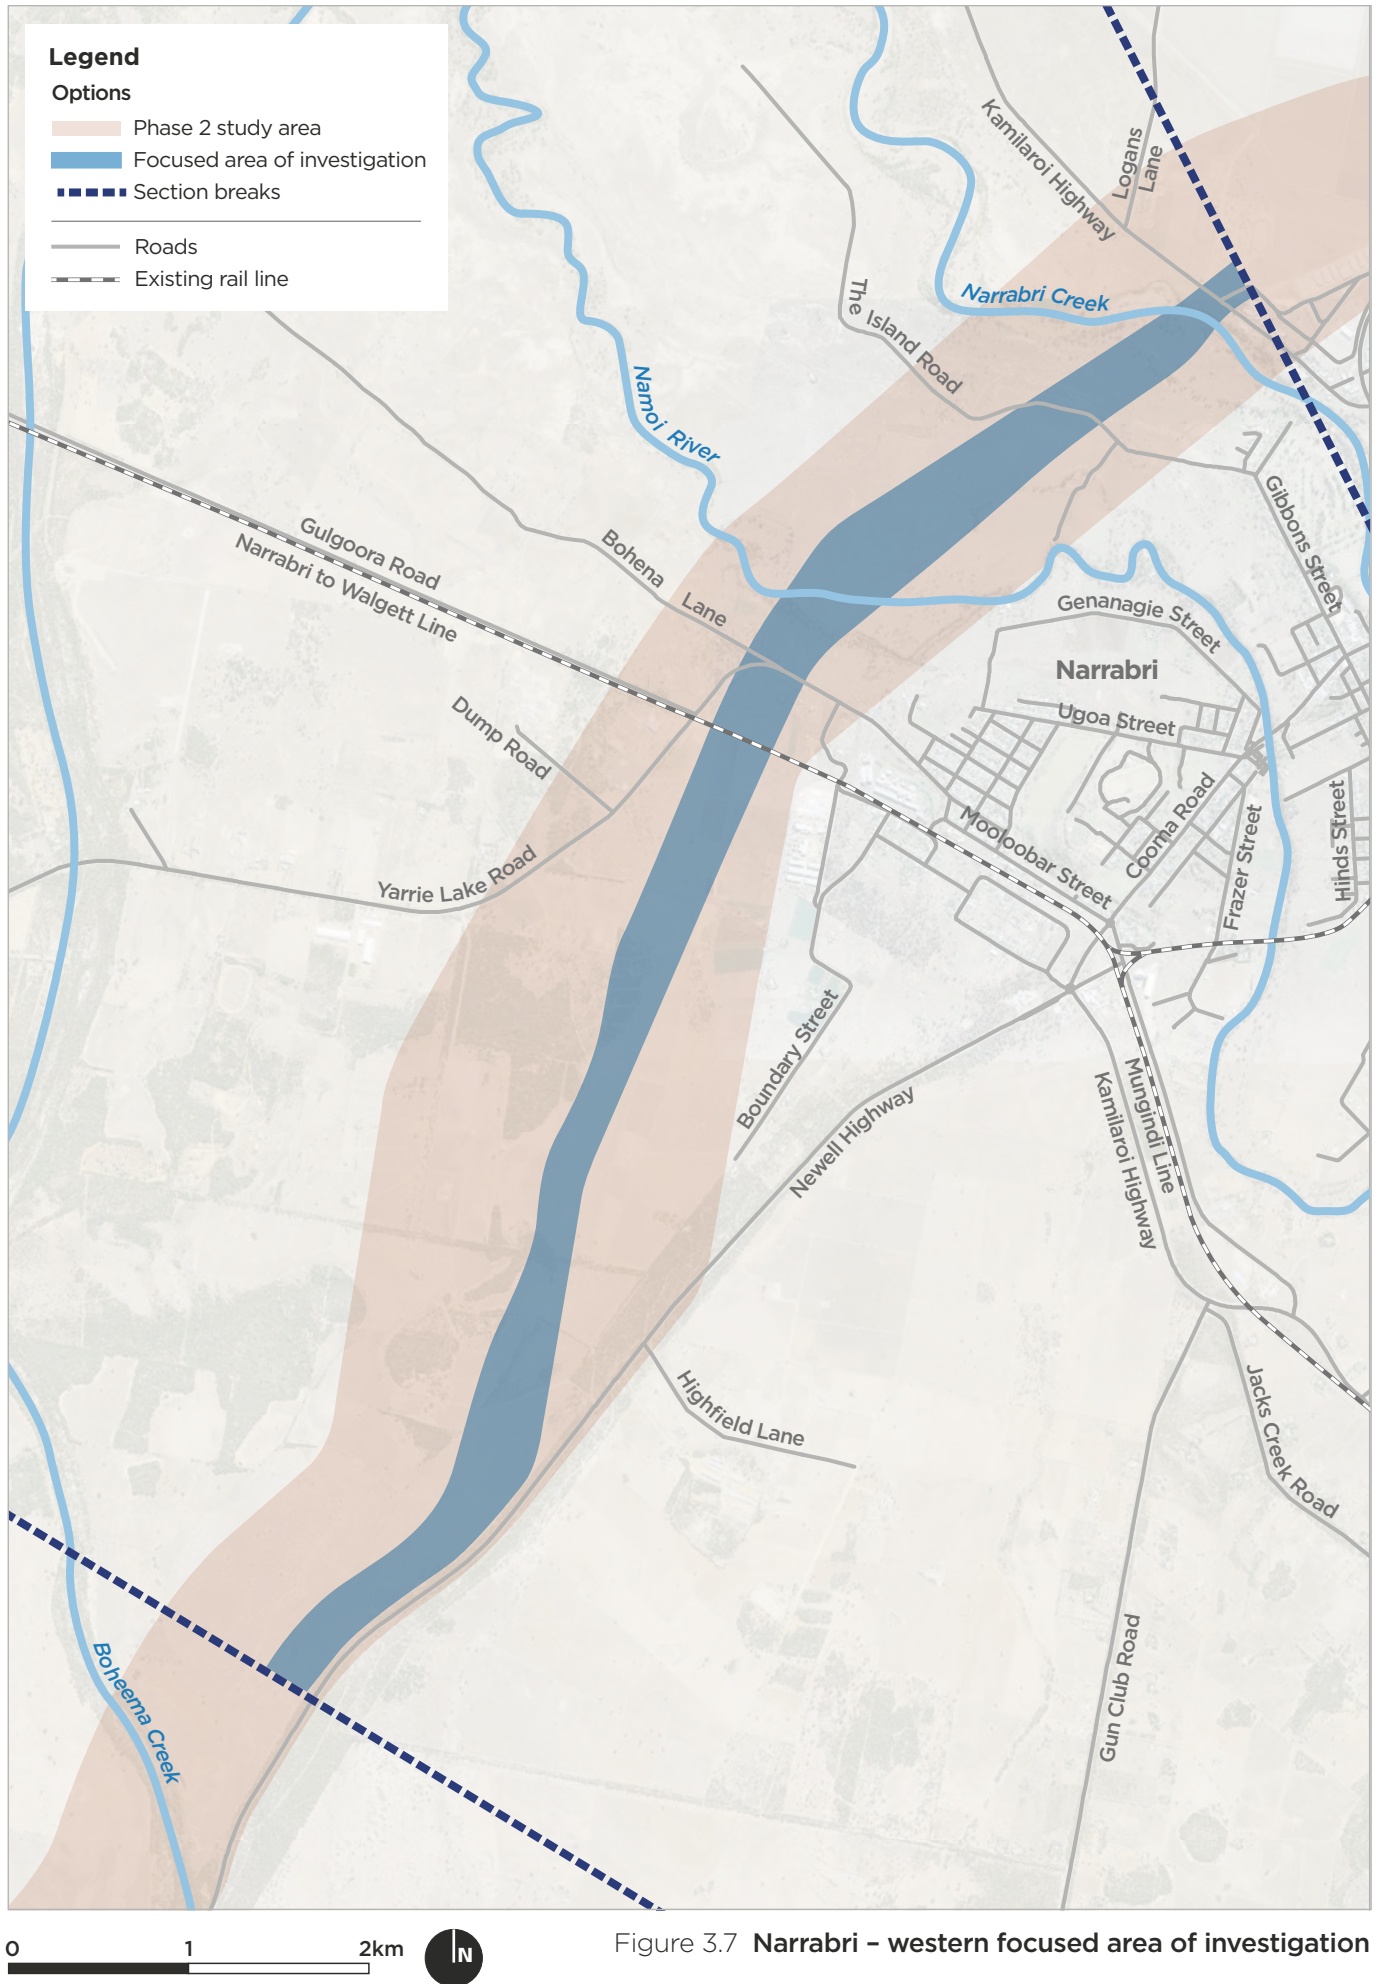 Legend
Options
Phase 2 study area
Focused area of investigation
Section breaks
Roads
Existing rail line
Kamilaroi Highway
Logans
Lane
Narrabri Creek
The Island Road
Namoi River
Gibbons Street
Gulgoora Road
Narrabri to Walgett Line
Bohena
Lane
Genanagie Street
Narrabri
Ugoa Street
Dump Road
Mooloobar Street
Cooma Road
Frazer Street
Hinds Street
Yarrie Lake Road
Boundary Street
Newell Highway
Kamilaroi Highway
Mungindi Line
Highfield Lane
Jacks Creek Road
Gun Club Road
Boheema Creek
0 1 2km
N
Figure 3.7 Narrabri – western focused area of investigation